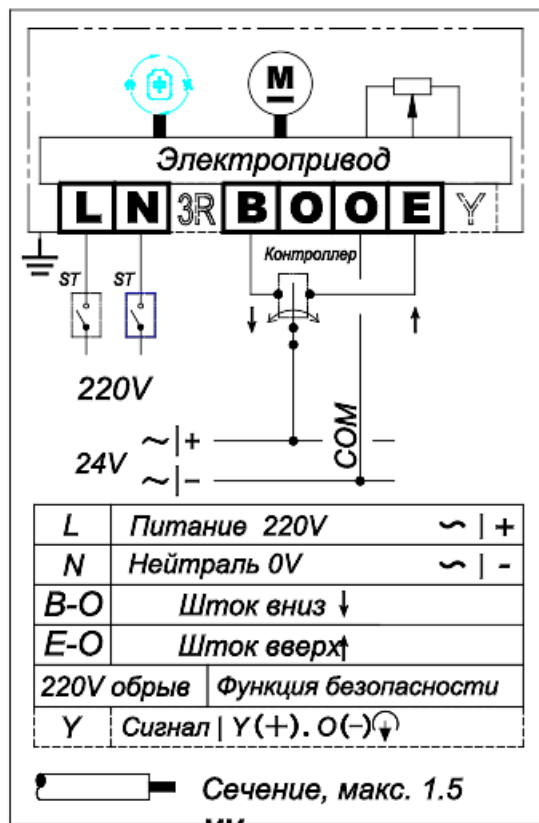 M
Электропривод
L N 3R B O O E Y
Контроллер
ST ST
220V
24V ~|+
~|-
COM
L Питание 220V ~ | +
N Нейтраль 0V ~ | -
B-O Шток вниз ↓
E-O Шток вверх↑
220V обрыв Функция безопасности
Y Сигнал | Y(+). O(-)
Сечение, макс. 1.5
мм